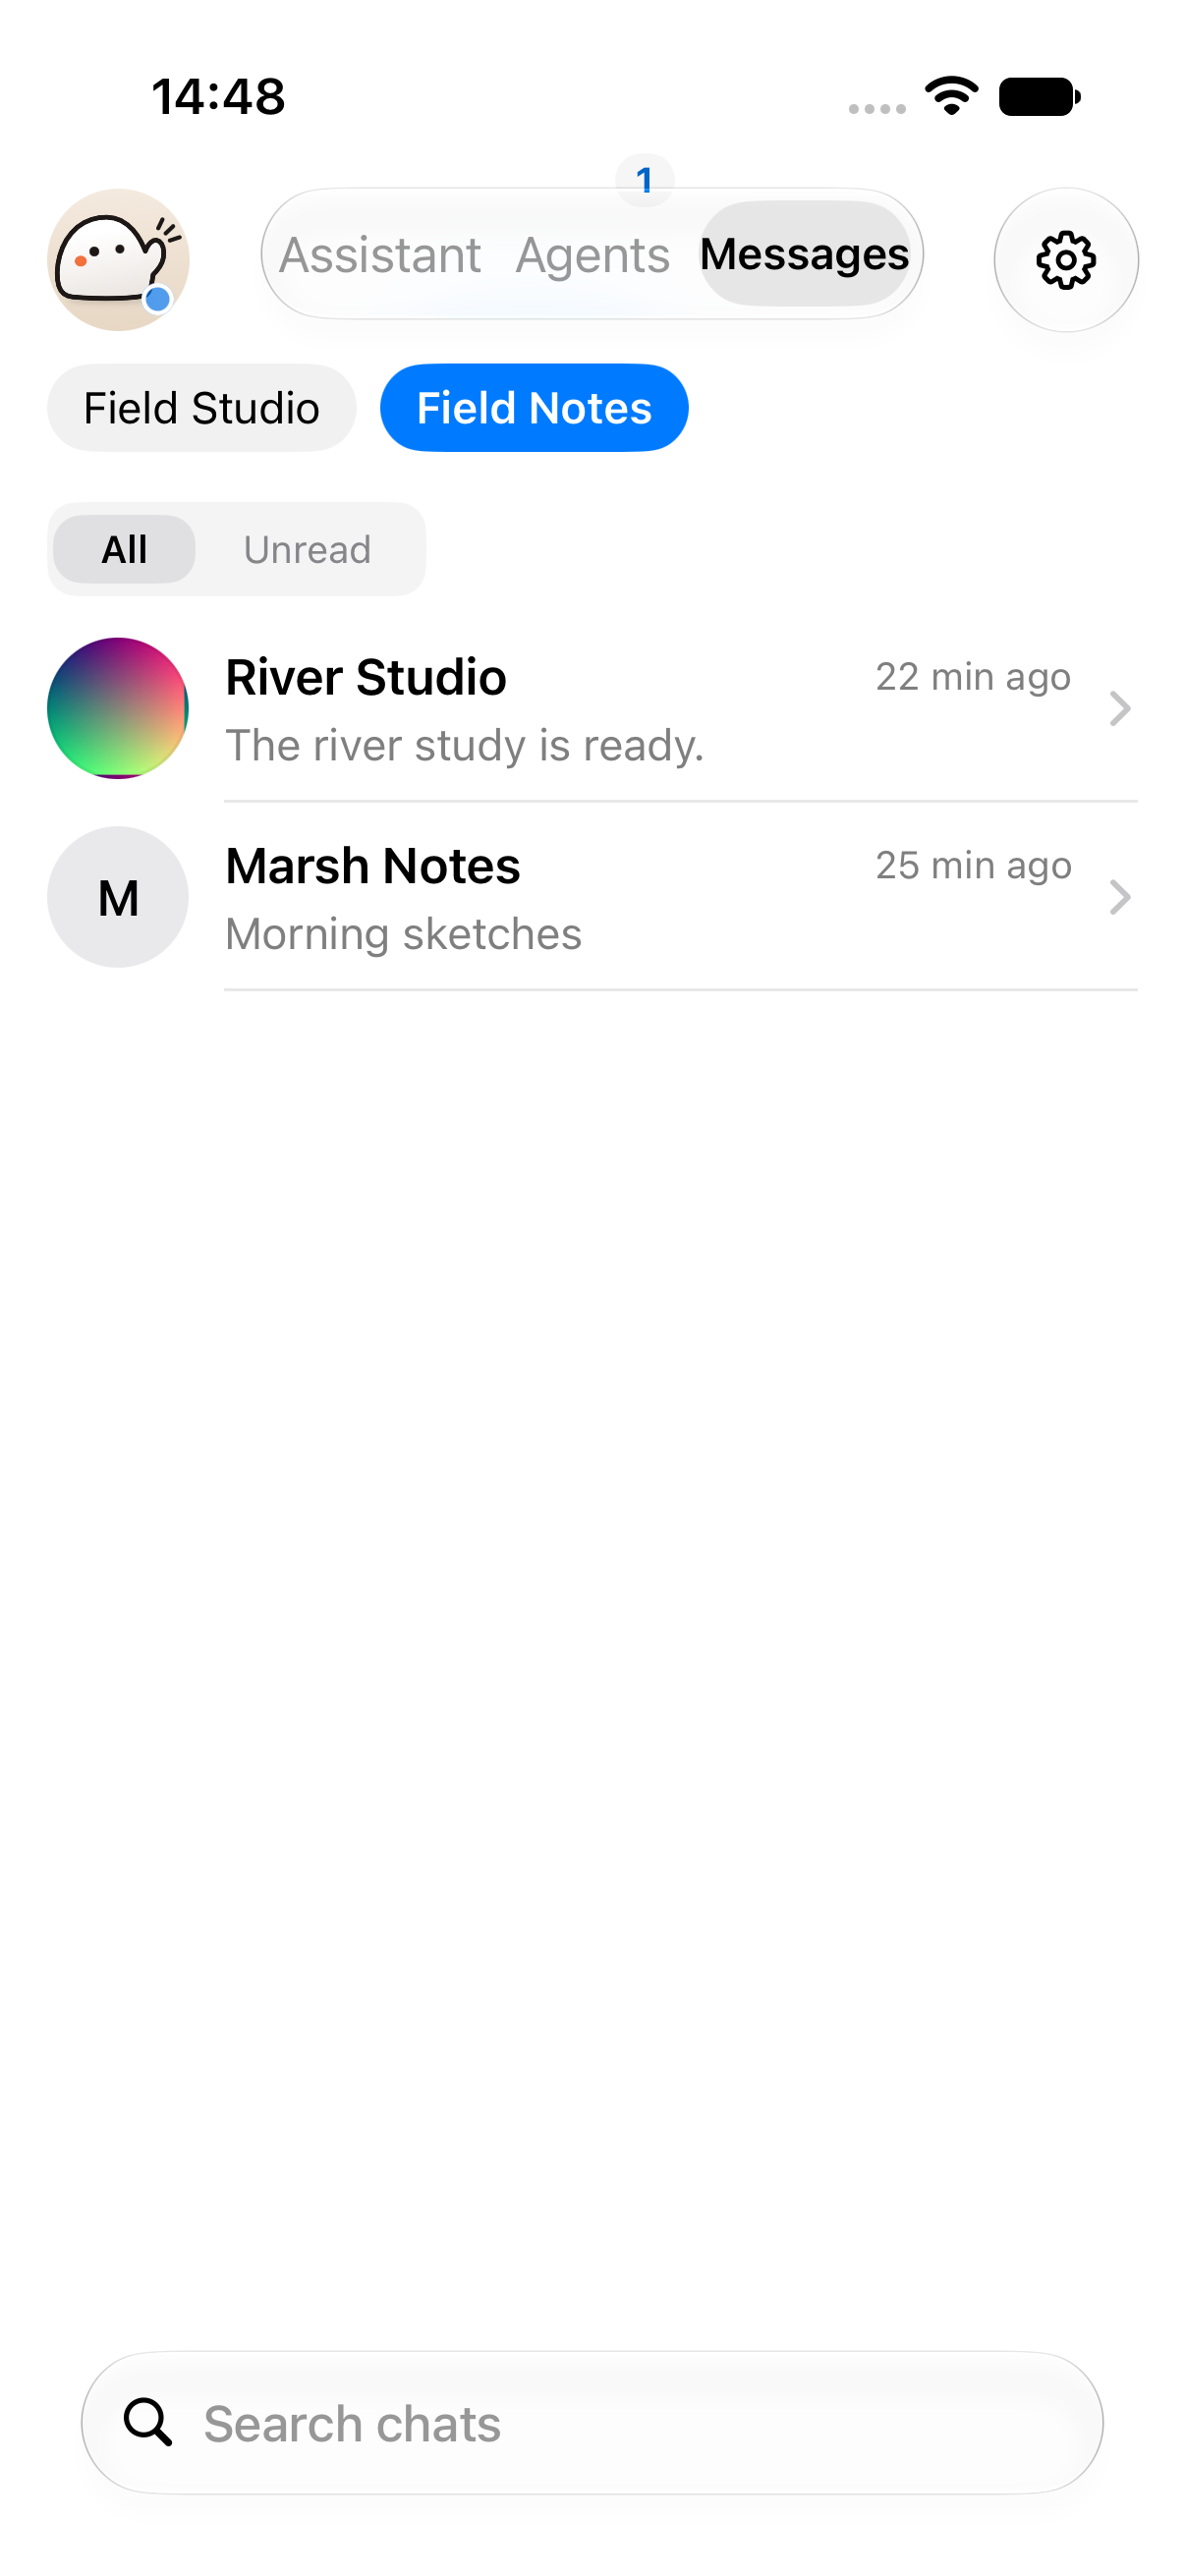 14:48
1
Assistant Agents Messages
Field Studio Field Notes
All Unread
River Studio 22 min ago
The river study is ready.
M
Marsh Notes 25 min ago
Morning sketches
Search chats